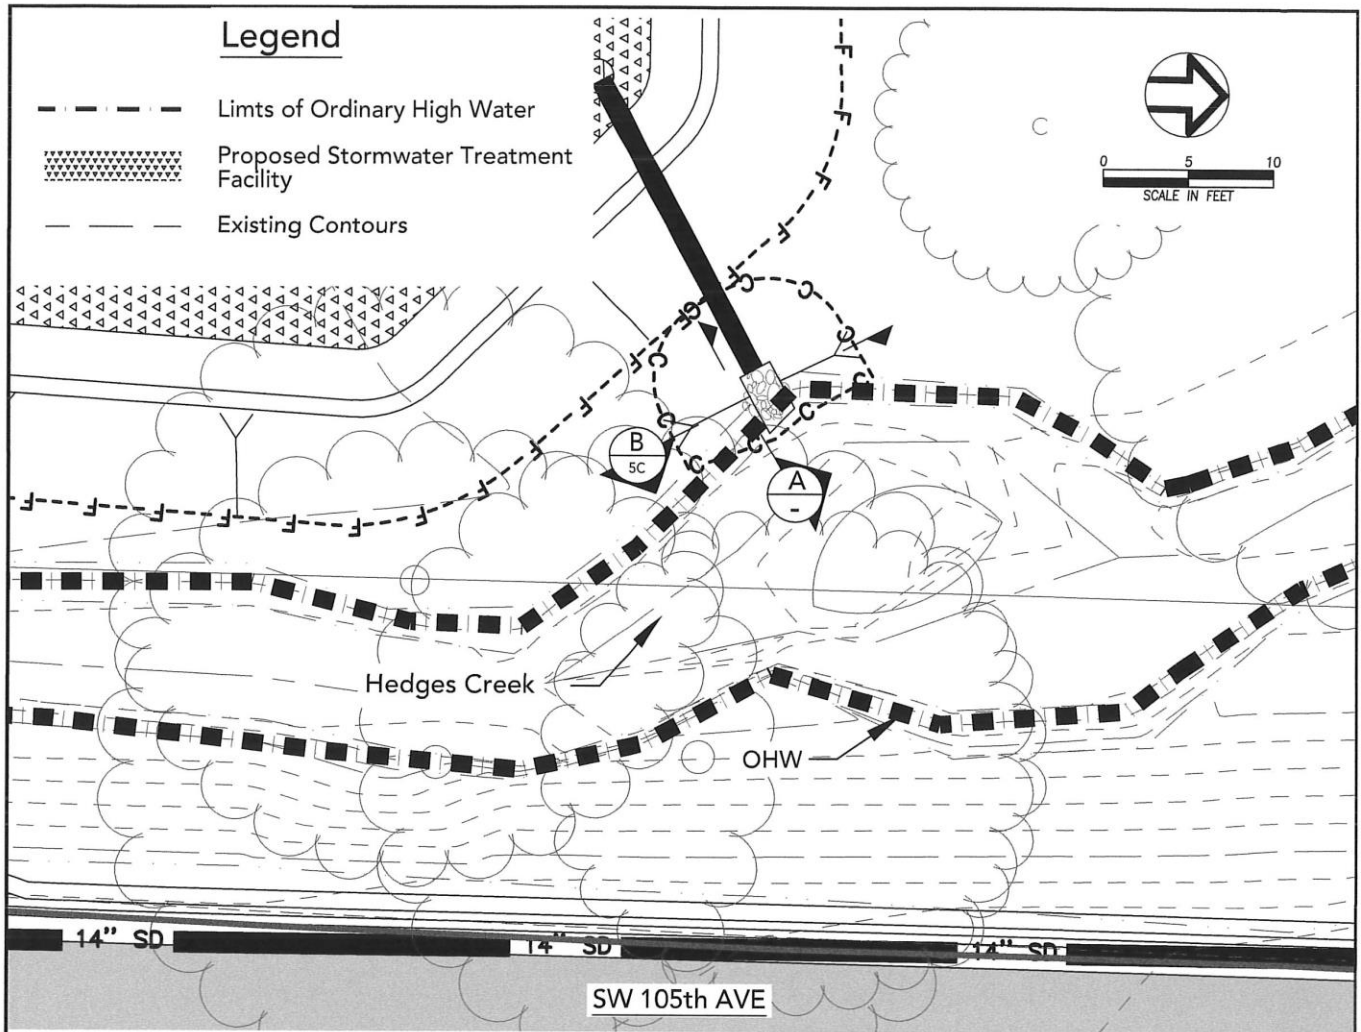 Legend
Limts of Ordinary High Water
Proposed Stormwater Treatment
Facility
Existing Contours
0 5 10
SCALE IN FEET
F
F
F
F
F
C
C
C
C
C
C
C
C
C
C
F
F
F
F
F
F
F
F
F
F
F
B
5C
A
-
Hedges Creek
OHW
14" SD
14" SD
14" SD
SW 105th AVE